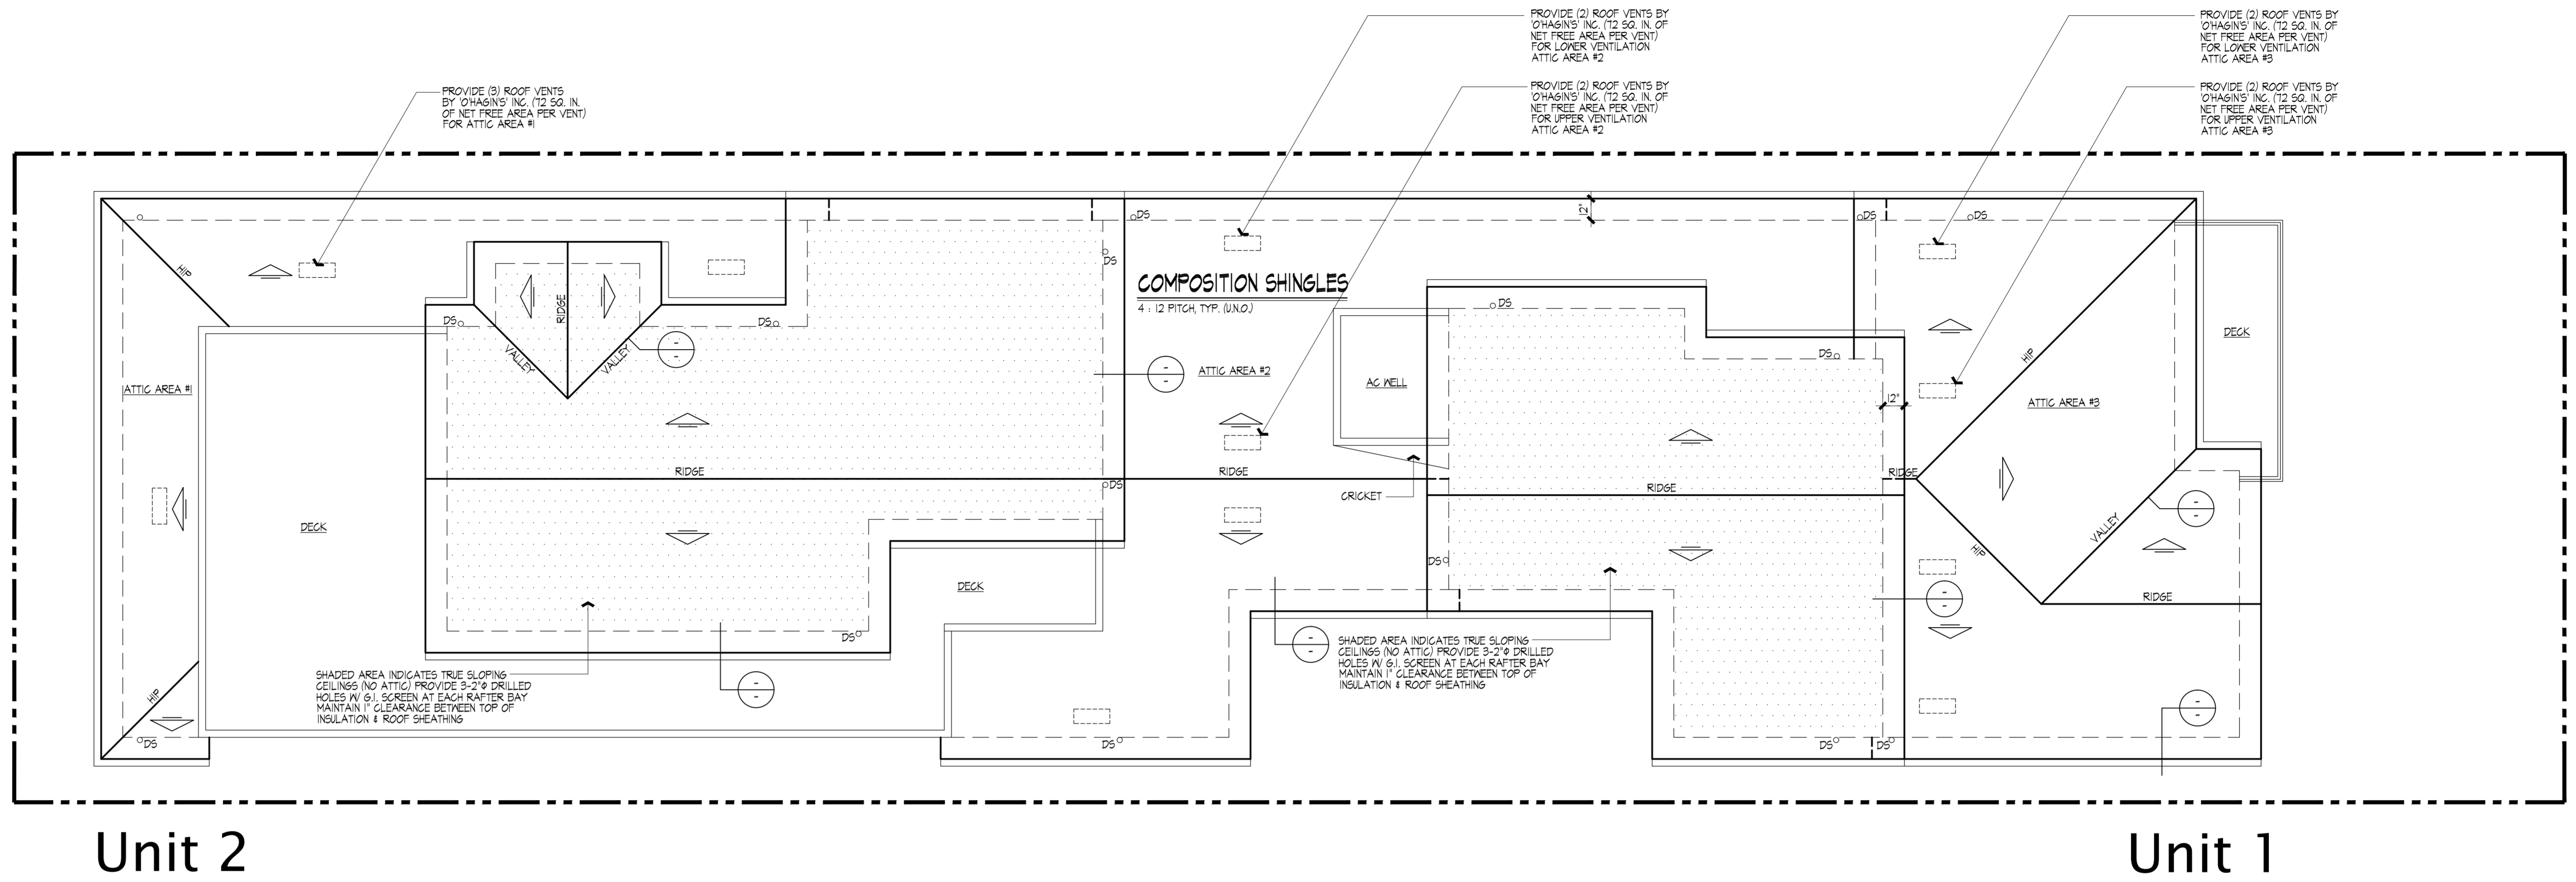 PROVIDE (2) ROOF VENTS BY
'O'HAGIN'S' INC. (72 SQ. IN. OF
NET FREE AREA PER VENT)
FOR LOWER VENTILATION
ATTIC AREA #2
PROVIDE (2) ROOF VENTS BY
'O'HAGIN'S' INC. (72 SQ. IN. OF
NET FREE AREA PER VENT)
FOR LOWER VENTILATION
ATTIC AREA #3
PROVIDE (3) ROOF VENTS
BY 'O'HAGIN'S' INC. (72 SQ. IN.
OF NET FREE AREA PER VENT)
FOR ATTIC AREA #1
PROVIDE (2) ROOF VENTS BY
'O'HAGIN'S' INC. (72 SQ. IN. OF
NET FREE AREA PER VENT)
FOR UPPER VENTILATION
ATTIC AREA #2
PROVIDE (2) ROOF VENTS BY
'O'HAGIN'S' INC. (72 SQ. IN. OF
NET FREE AREA PER VENT)
FOR UPPER VENTILATION
ATTIC AREA #3
DS
12"
DS
DS
DS
HIP
RIDGE
COMPOSITION SHINGLES
4 : 12 PITCH, TYP. (U.N.O.)
DS
DS
DS
DS
VALLEY
VALLEY
HIP
DECK
ATTIC AREA #1
ATTIC AREA #2
AC WELL
12"
ATTIC AREA #3
RIDGE
RIDGE
RIDGE
RIDGE
DS
CRICKET
DECK
VALLEY
HIP
DS
DECK
RIDGE
DS
SHADED AREA INDICATES TRUE SLOPING
CEILINGS (NO ATTIC) PROVIDE 3-2"Φ DRILLED
HOLES W/ G.I. SCREEN AT EACH RAFTER BAY
MAINTAIN 1" CLEARANCE BETWEEN TOP OF
INSULATION & ROOF SHEATHING
SHADED AREA INDICATES TRUE SLOPING
CEILINGS (NO ATTIC) PROVIDE 3-2"Φ DRILLED
HOLES W/ G.I. SCREEN AT EACH RAFTER BAY
MAINTAIN 1" CLEARANCE BETWEEN TOP OF
INSULATION & ROOF SHEATHING
HIP
DS
DS
DS
DS
Unit 2
Unit 1